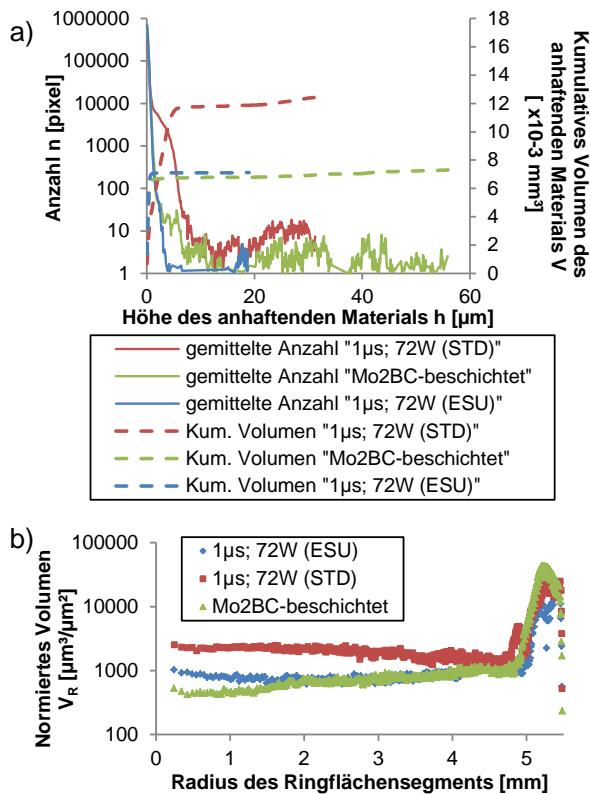 a)
Anzahl n [pixel]
1000000
100000
10000
1000
100
10
1
18
16
14
12
10
8
6
4
2
0
Kumulatives Volumen des
anhaftenden Materials V
[ x10-3 mm³]
0
20
40
60
Höhe des anhaftenden Materials h [µm]
gemittelte Anzahl "1µs; 72W (STD)"
gemittelte Anzahl "Mo2BC-beschichtet"
gemittelte Anzahl "1µs; 72W (ESU)"
Kum. Volumen "1µs; 72W (STD)"
Kum. Volumen "Mo2BC-beschichtet"
Kum. Volumen "1µs; 72W (ESU)"
b)
Normiertes Volumen
V_R [µm³/µm²]
100000
10000
1000
100
1µs; 72W (ESU)
1µs; 72W (STD)
Mo2BC-beschichtet
0
1
2
3
4
5
Radius des Ringflächensegments [mm]